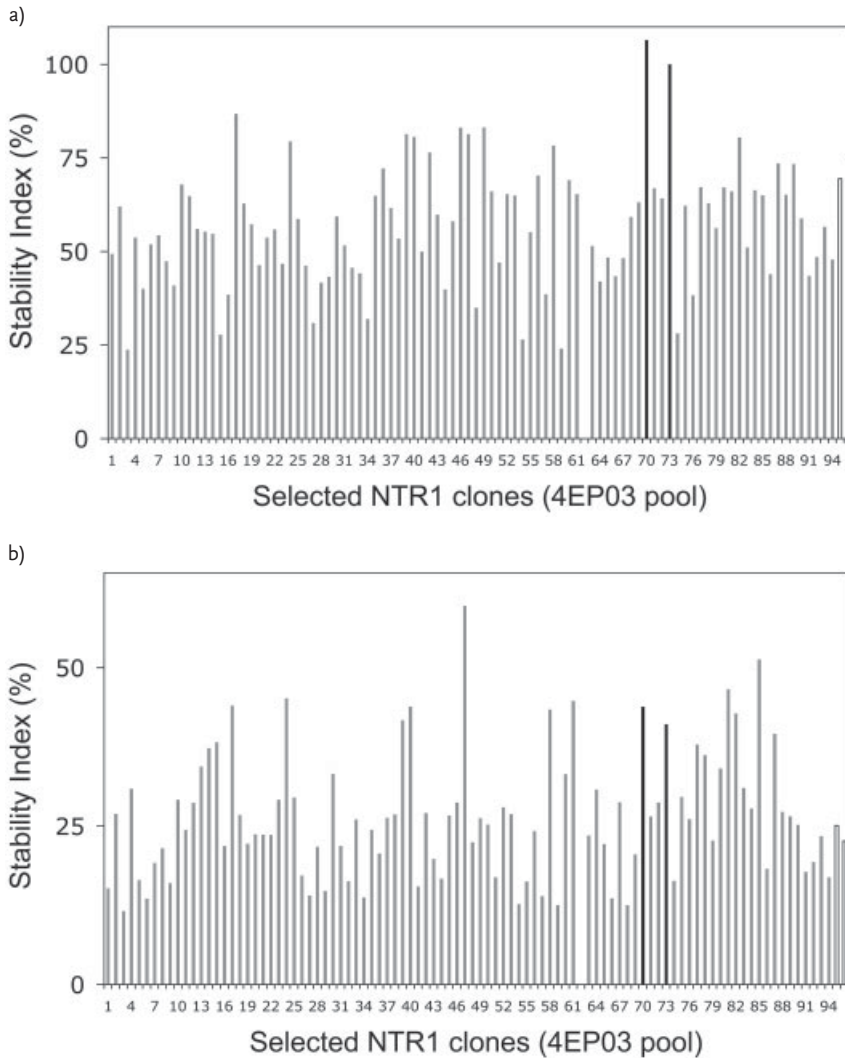 a)
Stability Index (%)
100
75
50
25
0
1 4 7 10 13 16 19 22 25 28 31 34 37 40 43 46 49 52 55 58 61 64 67 70 73 76 79 82 85 88 91 94
Selected NTR1 clones (4EP03 pool)
b)
Stability Index (%)
50
25
0
1 4 7 10 13 16 19 22 25 28 31 34 37 40 43 46 49 52 55 58 61 64 67 70 73 76 79 82 85 88 91 94
Selected NTR1 clones (4EP03 pool)